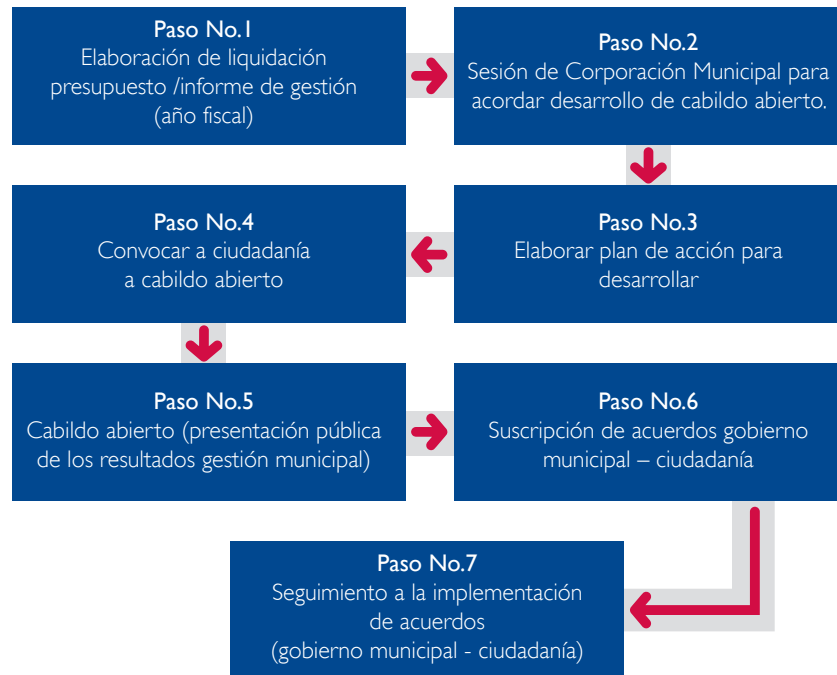 Paso No.1
Elaboración de liquidación
presupuesto /informe de gestión
(año fiscal)
Paso No.2
Sesión de Corporación Municipal para
acordar desarrollo de cabildo abierto.
Paso No.3
Elaborar plan de acción para
desarrollar
Paso No.4
Convocar a ciudadanía
a cabildo abierto
Paso No.5
Cabildo abierto (presentación pública
de los resultados gestión municipal)
Paso No.6
Suscripción de acuerdos gobierno
municipal – ciudadanía
Paso No.7
Seguimiento a la implementación
de acuerdos
(gobierno municipal - ciudadanía)